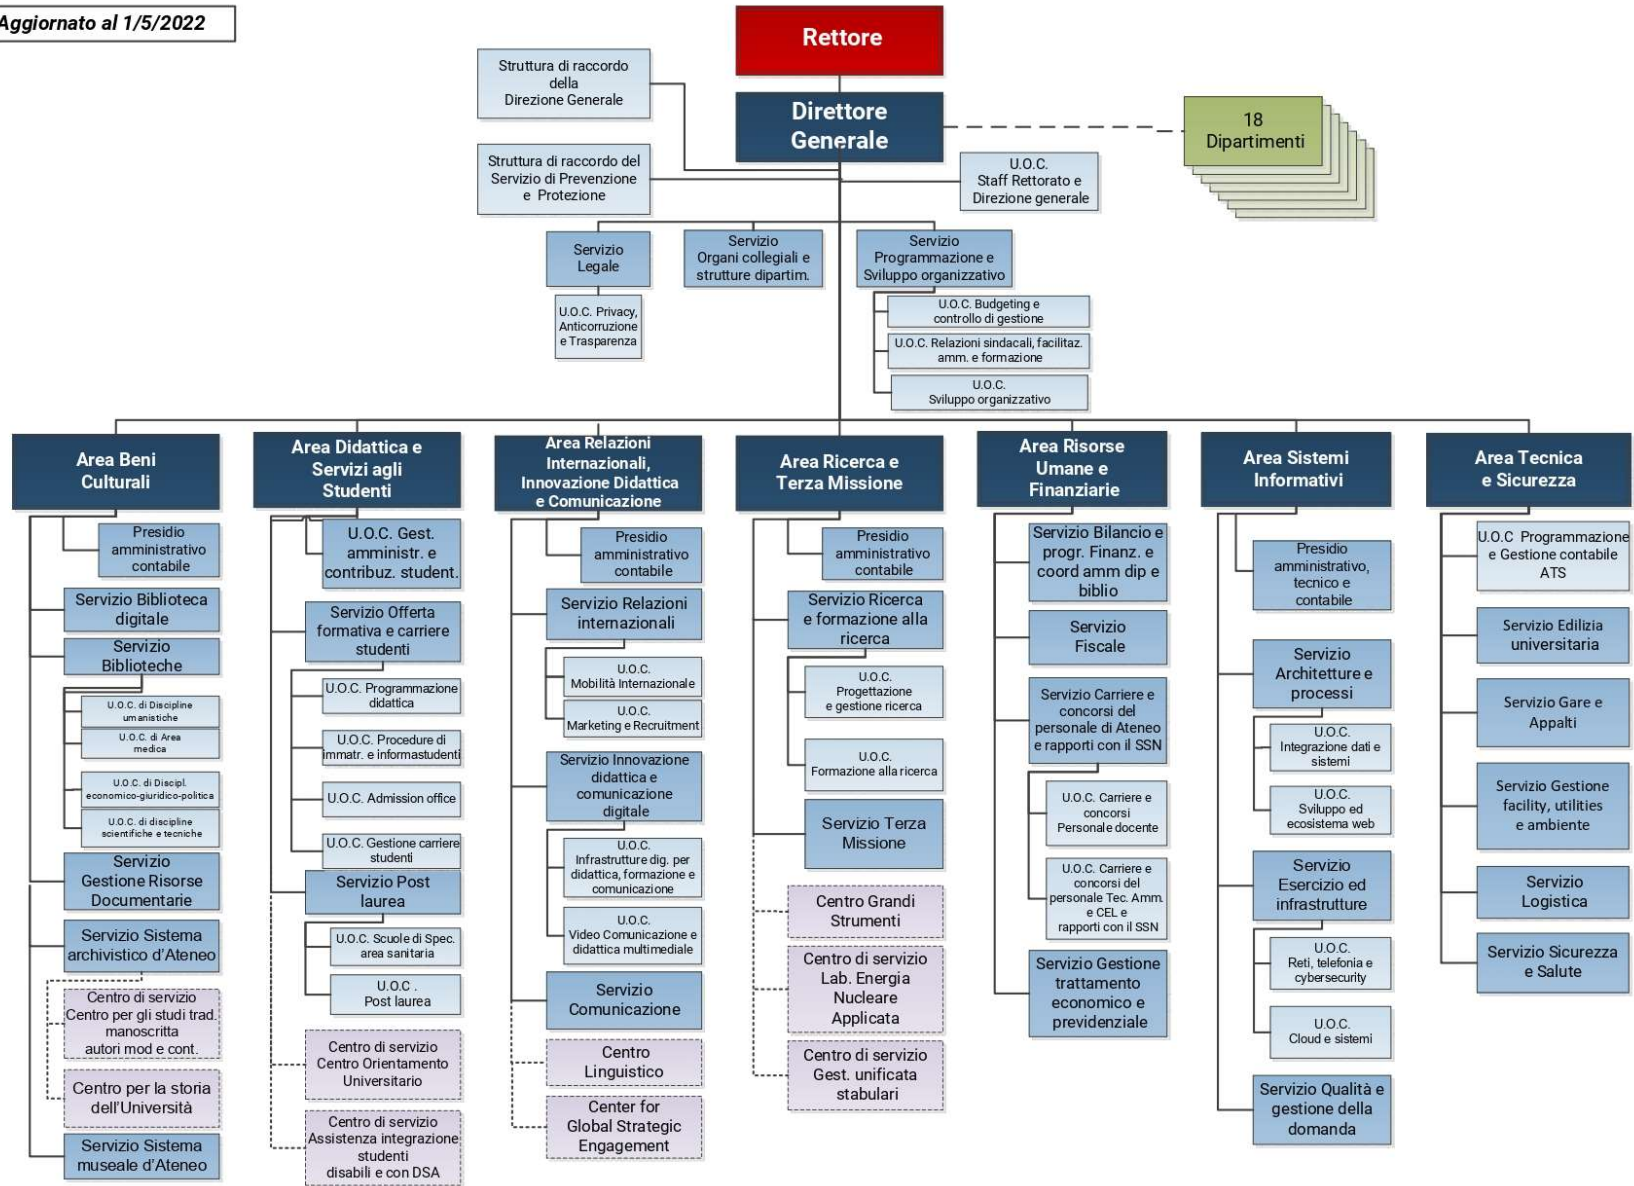 Aggiornato al 1/5/2022
Rettore
Direttore
Generale
Struttura di raccordo
della
Direzione Generale
Struttura di raccordo del
Servizio di Prevenzione
e Protezione
U.O.C.
Staff Rettorato e
Direzione generale
18
Dipartimenti
Servizio
Legale
U.O.C. Privacy,
Anticorruzione
e Trasparenza
Servizio
Organi collegiali e
strutture dipartim.
Servizio
Programmazione e
Sviluppo organizzativo
U.O.C. Budgeting e
controllo di gestione
U.O.C. Relazioni sindacali, facilitaz.
amm. e formazione
U.O.C.
Sviluppo organizzativo
Area Beni
Culturali
Presidio
amministrativo
contabile
Servizio Biblioteca
digitale
Servizio
Biblioteche
U.O.C. di Discipline
umanistiche
U.O.C. di Area
medica
U.O.C. di Discipl.
economico-giuridico-politica
U.O.C. di discipline
scientifiche e tecniche
Servizio
Gestione Risorse
Documentarie
Servizio Sistema
archivistico d'Ateneo
Centro di servizio
Centro per gli studi trad.
manoscritta
autori mod e cont.
Centro per la storia
dell'Università
Servizio Sistema
museale d'Ateneo
Area Didattica e
Servizi agli
Studenti
U.O.C. Gest.
amministr. e
contribuz. student.
Servizio Offerta
formativa e carriere
studenti
U.O.C. Programmazione
didattica
U.O.C. Procedure di
immatr. e informastudenti
U.O.C. Admission office
U.O.C. Gestione carriere
studenti
Servizio Post
laurea
U.O.C. Scuole di Spec.
area sanitaria
U.O.C .
Post laurea
Centro di servizio
Centro Orientamento
Universitario
Centro di servizio
Assistenza integrazione
studenti
disabili e con DSA
Area Relazioni
Internazionali,
Innovazione Didattica
e Comunicazione
Presidio
amministrativo
contabile
Servizio Relazioni
internazionali
U.O.C.
Mobilità Internazionale
U.O.C.
Marketing e Recruitment
Servizio Innovazione
didattica e
comunicazione
digitale
U.O.C.
Infrastrutture dig. per
didattica, formazione e
comunicazione
U.O.C.
Video Comunicazione e
didattica multimediale
Servizio
Comunicazione
Centro
Linguistico
Center for
Global Strategic
Engagement
Area Ricerca e
Terza Missione
Presidio
amministrativo
contabile
Servizio Ricerca
e formazione alla
ricerca
U.O.C.
Progettazione
e gestione ricerca
U.O.C.
Formazione alla ricerca
Servizio Terza
Missione
Centro Grandi
Strumenti
Centro di servizio
Lab. Energia
Nucleare
Applicata
Centro di servizio
Gest. unificata
stabulari
Area Risorse
Umane e
Finanziarie
Servizio Bilancio e
progr. Finanz. e
coord amm dip e
biblio
Servizio
Fiscale
Servizio Carriere e
concorsi del
personale di Ateneo
e rapporti con il SSN
U.O.C. Carriere e
concorsi
Personale docente
U.O.C. Carriere e
concorsi del
personale Tec. Amm.
e CEL e
rapporti con il SSN
Servizio Gestione
trattamento
economico e
previdenziale
Area Sistemi
Informativi
Presidio
amministrativo,
tecnico e
contabile
Servizio
Architetture e
processi
U.O.C.
Integrazione dati e
sistemi
U.O.C.
Sviluppo ed
ecosistema web
Servizio
Esercizio ed
infrastrutture
U.O.C.
Reti, telefonia e
cybersecurity
U.O.C.
Cloud e sistemi
Servizio Qualità e
gestione della
domanda
Area Tecnica
e Sicurezza
U.O.C Programmazione
e Gestione contabile
ATS
Servizio Edilizia
universitaria
Servizio Gare e
Appalti
Servizio Gestione
facility, utilities
e ambiente
Servizio
Logistica
Servizio Sicurezza
e Salute